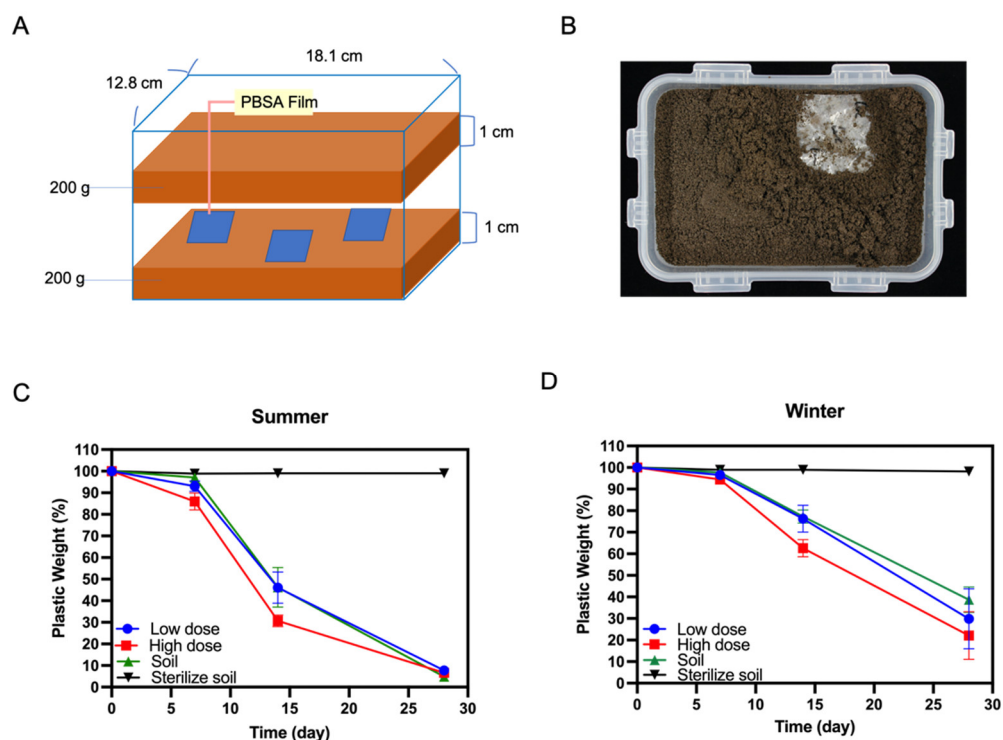 A
18.1 cm
12.8 cm
PBSA Film
1 cm
200 g
1 cm
200 g
B
C
Summer
Plastic Weight (%)
110
100
90
80
70
60
50
40
30
20
10
0
Low dose
High dose
Soil
Sterilize soil
0 5 10 15 20 25 30
Time (day)
D
Winter
Plastic Weight (%)
110
100
90
80
70
60
50
40
30
20
10
0
Low dose
High dose
Soil
Sterilize soil
0 5 10 15 20 25 30
Time (day)